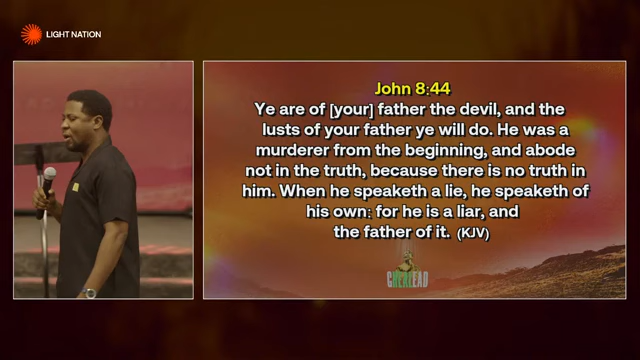 LIGHT NATION
John 8:44
Ye are of [your] father the devil, and the
lusts of your father ye will do. He was a
murderer from the beginning, and abode
not in the truth, because there is no truth in
him. When he speaketh a lie, he speaketh of
his own: for he is a liar, and
the father of it. (KJV)